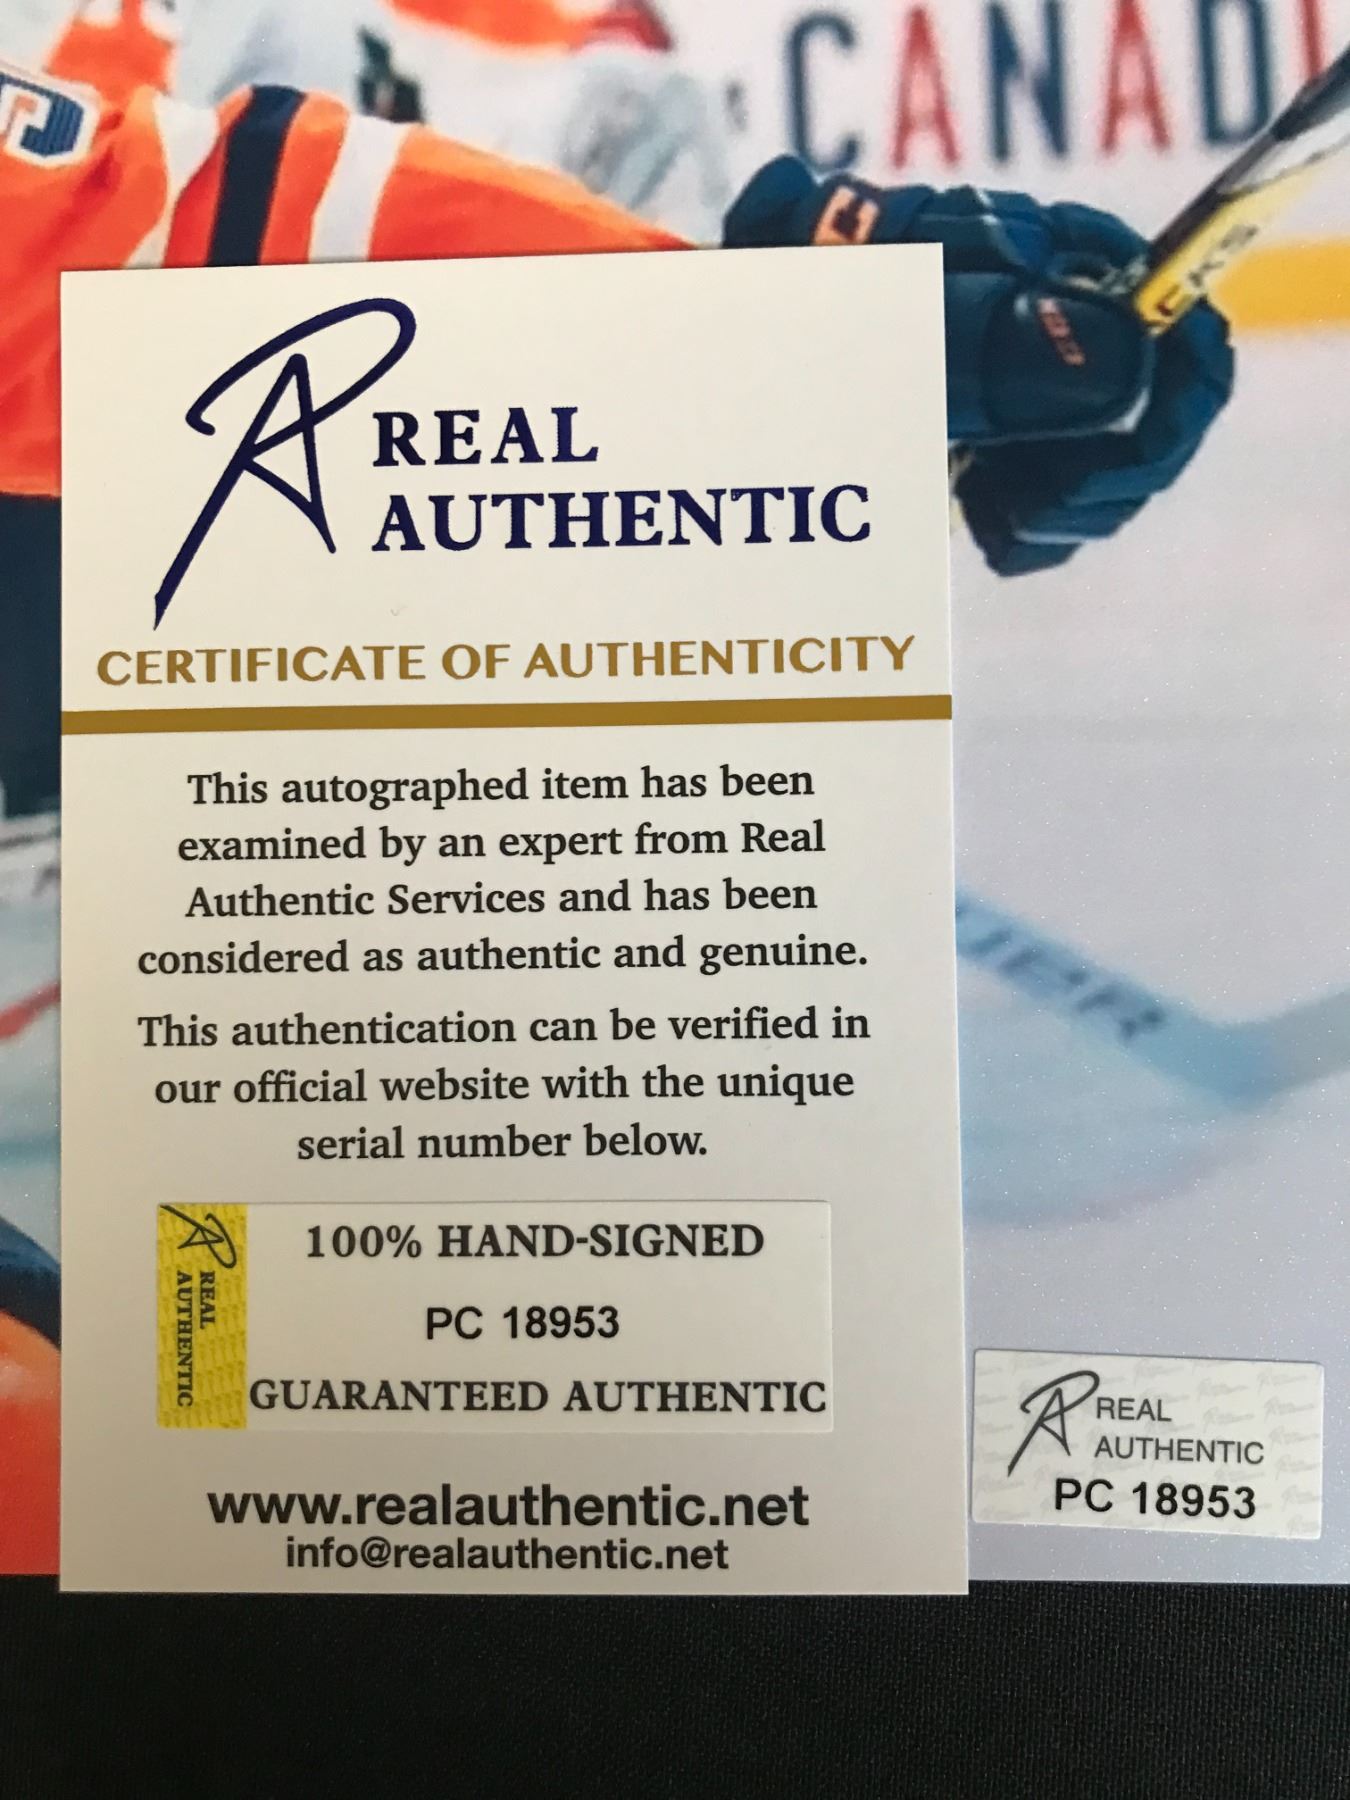 CANAD
REAL
AUTHENTIC
CERTIFICATE OF AUTHENTICITY
This autographed item has been
examined by an expert from Real
Authentic Services and has been
considered as authentic and genuine.
This authentication can be verified in
our official website with the unique
serial number below.
REAL
AUTHENTIC
100% HAND-SIGNED
PC 18953
GUARANTEED AUTHENTIC
www.realauthentic.net
info@realauthentic.net
REAL
AUTHENTIC
PC 18953